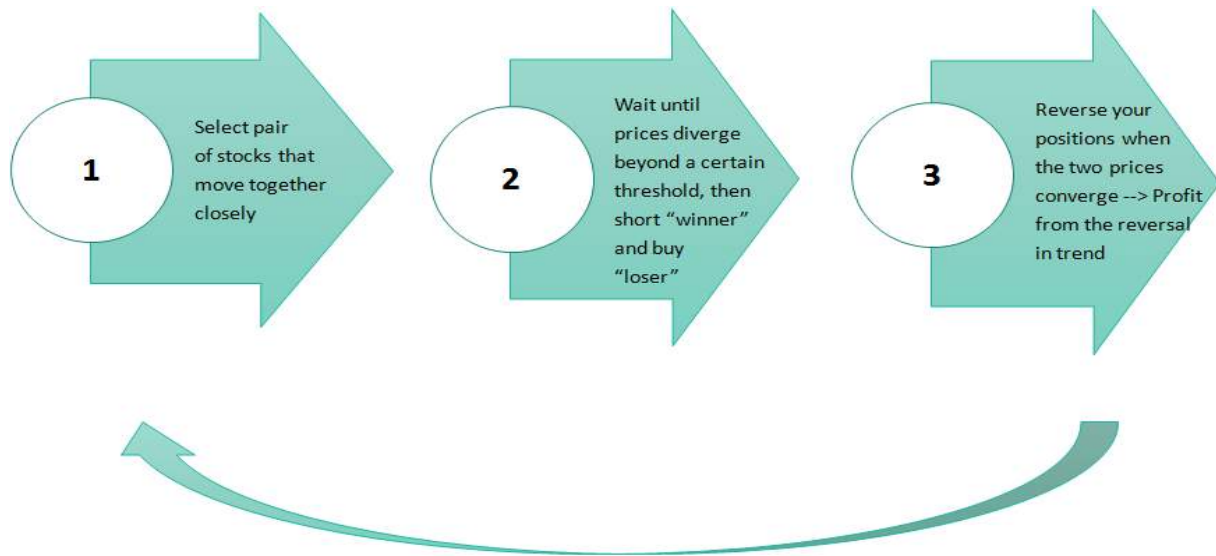 1
Select pair
of stocks that
move together
closely
2
Wait until
prices diverge
beyond a certain
threshold, then
short “winner”
and buy
“loser”
3
Reverse your
positions when
the two prices
converge --> Profit
from the reversal
in trend